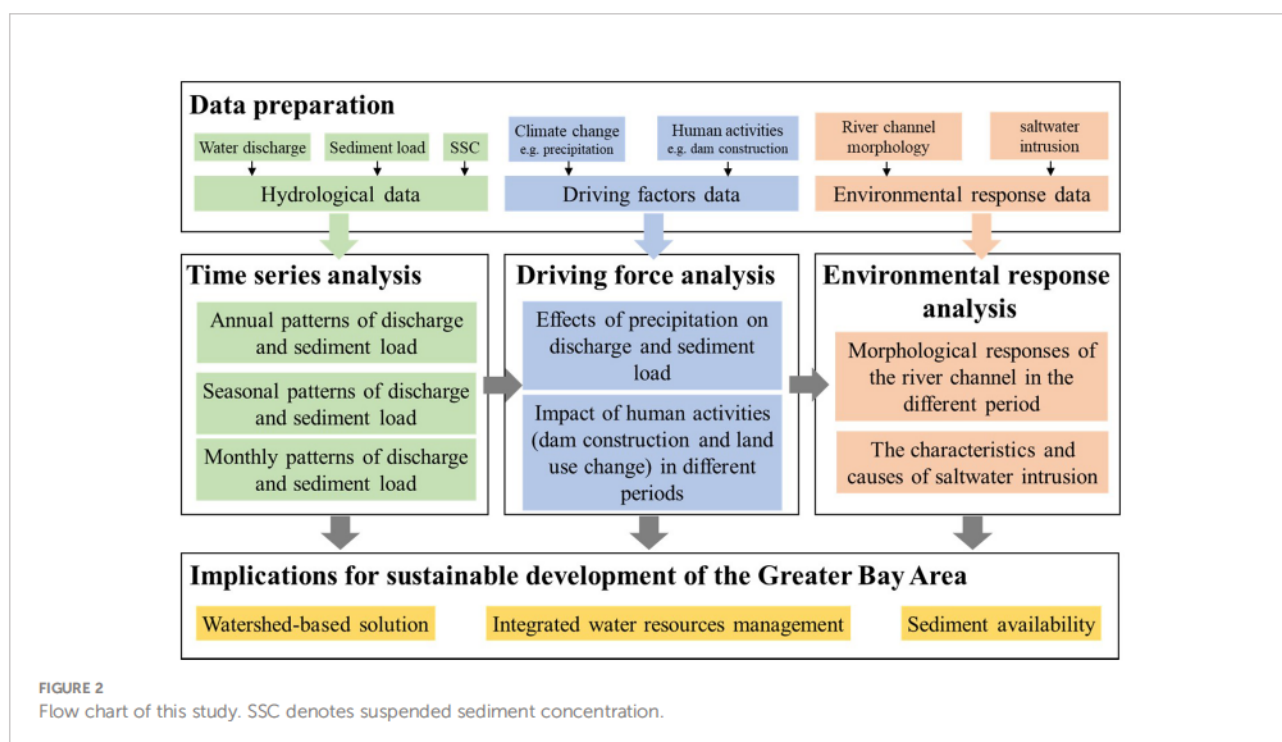 Data preparation
Water discharge
Sediment load
SSC
Climate change
e.g. precipitation
Human activities
e.g. dam construction
River channel
morphology
saltwater
intrusion
Hydrological data
Driving factors data
Environmental response data
Time series analysis
Annual patterns of discharge
and sediment load
Seasonal patterns of discharge
and sediment load
Monthly patterns of discharge
and sediment load
Driving force analysis
Effects of precipitation on
discharge and sediment
load
Impact of human activities
(dam construction and land
use change) in different
periods
Environmental response
analysis
Morphological responses of
the river channel in the
different period
The characteristics and
causes of saltwater intrusion
Implications for sustainable development of the Greater Bay Area
Watershed-based solution
Integrated water resources management
Sediment availability
FIGURE 2
Flow chart of this study. SSC denotes suspended sediment concentration.